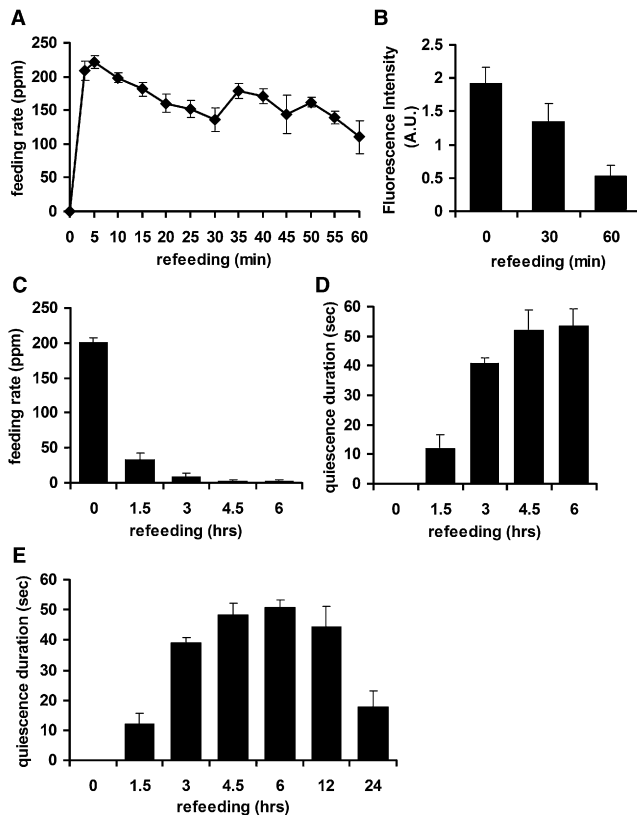 A
250
200
150
100
50
0
feeding rate (ppm)
0 5 10 15 20 25 30 35 40 45 50 55 60
refeeding (min)
B
2.5
2
1.5
1
0.5
0
Fluorescence Intensity
(A.U.)
0 30 60
refeeding (min)
C
250
200
150
100
50
0
feeding rate (ppm)
0 1.5 3 4.5 6
refeeding (hrs)
D
60
50
40
30
20
10
0
quiescence duration (sec)
0 1.5 3 4.5 6
refeeding (hrs)
E
60
50
40
30
20
10
0
quiescence duration (sec)
0 1.5 3 4.5 6 12 24
refeeding (hrs)